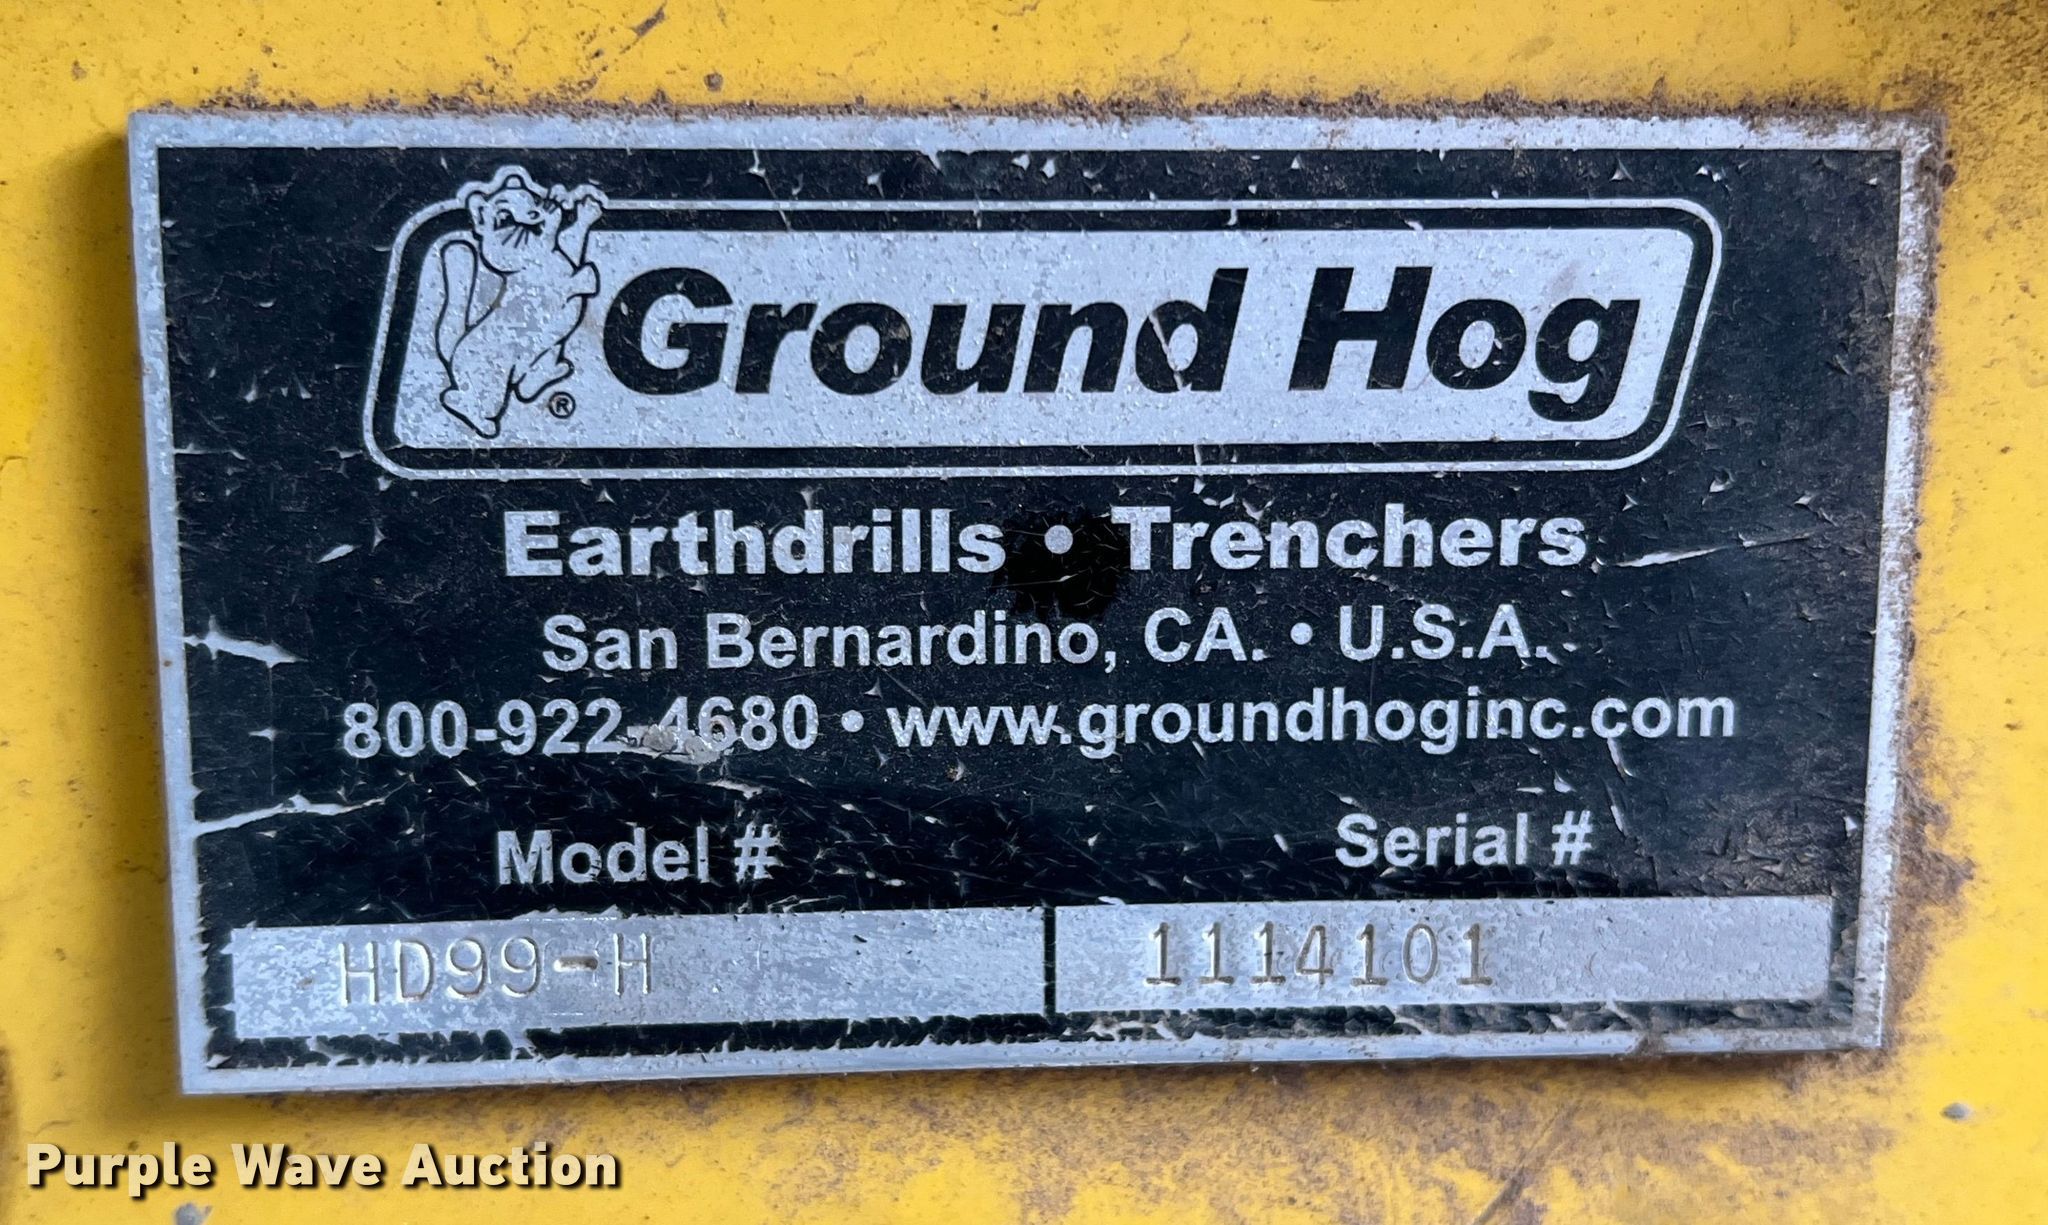 Ground Hog
®
Earthdrills • Trenchers
San Bernardino, CA. • U.S.A.
800-922-4680 • www.groundhoginc.com
Model # Serial #
HD99-H 1114101
Purple Wave Auction